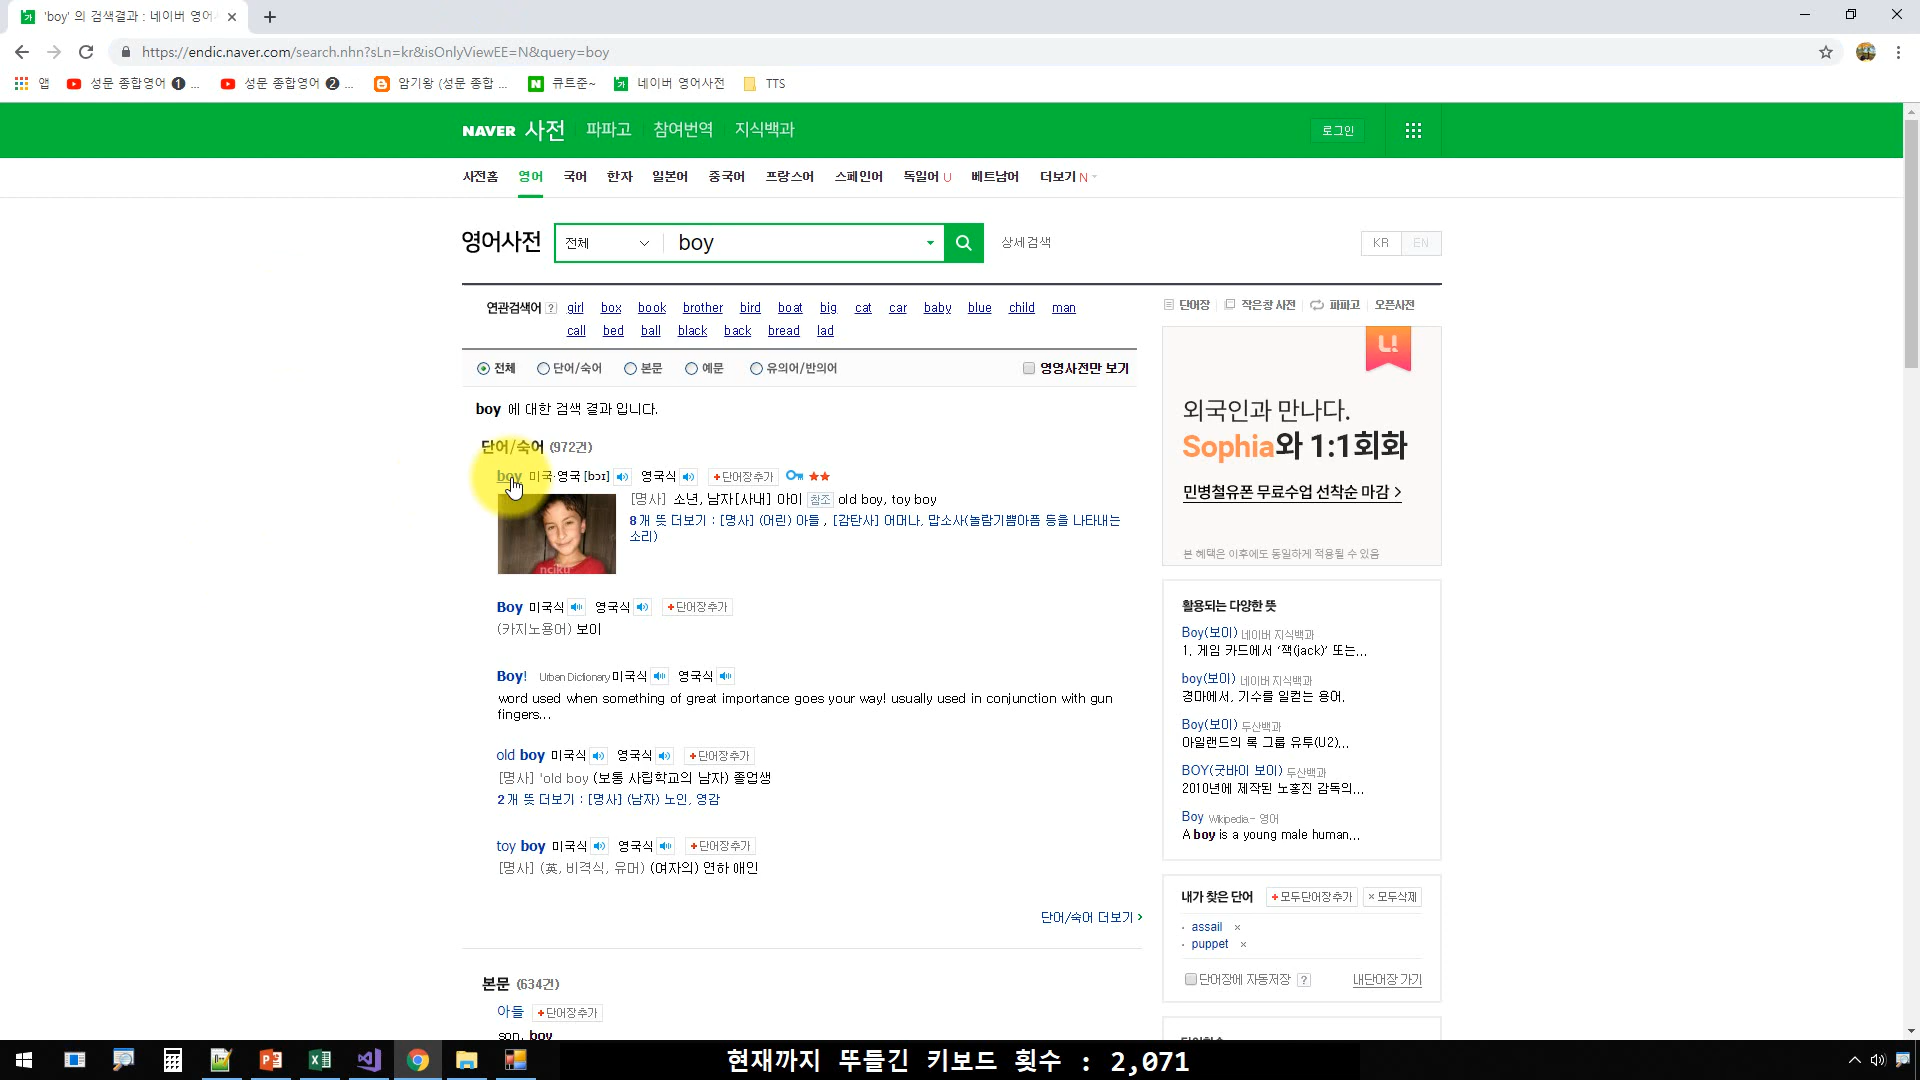 'boy' 의 검색결과 : 네이버 영어
https://endic.naver.com/search.nhn?sLn=kr&isOnlyViewEE=N&query=boy
앱 성문 종합영어 ❶ ... 성문 종합영어 ❷ ... 암기왕 (성문 종합 ... 큐트준~ 네이버 영어사전 TTS
NAVER 사전 파파고 참여번역 지식백과 로그인
사전홈 영어 국어 한자 일본어 중국어 프랑스어 스페인어 독일어 U 베트남어 더보기 N
영어사전 전체 boy 상세검색 KR EN
연관검색어 ? girl box book brother bird boat big cat car baby blue child man
call bed ball black back bread lad
단어장 작은창 사전 파파고 오픈사전
전체 단어/숙어 본문 예문 유의어/반의어 영영사전만 보기
boy 에 대한 검색 결과 입니다.
단어/숙어 (972건)
boy 미국·영국 [bɔɪ] 영국식 +단어장추가 ★★
[명사] 소년, 남자[사내] 아이 참조 old boy, toy boy
8개 뜻 더보기 : [명사] (어린) 아들 , [감탄사] 어머나, 맙소사(놀람기쁨아픔 등을 나타내는
소리)
nciku
Boy 미국식 영국식 +단어장추가
(카지노용어) 보이
Boy! Urban Dictionary 미국식 영국식
word used when something of great importance goes your way! usually used in conjunction with gun
fingers...
old boy 미국식 영국식 +단어장추가
[명사] 'old boy (보통 사립학교의 남자) 졸업생
2개 뜻 더보기 : [명사] (남자) 노인, 영감
toy boy 미국식 영국식 +단어장추가
[명사] (英, 비격식, 유머) (여자의) 연하 애인
단어/숙어 더보기 >
본문 (634건)
아들 +단어장추가
son, boy
U!
외국인과 만나다.
Sophia와 1:1회화
민병철유폰 무료수업 선착순 마감 >
본 혜택은 이후에도 동일하게 적용될 수 있음
활용되는 다양한 뜻
Boy(보이) 네이버 지식백과
1. 게임 카드에서 ‘잭(jack)’ 또는...
boy(보이) 네이버 지식백과
경마에서, 기수를 일컫는 용어.
Boy(보이) 두산백과
아일랜드의 록 그룹 유투(U2)...
BOY(굿바이 보이) 두산백과
2010년에 제작된 노홍진 감독의...
Boy Wikipedia - 영어
A boy is a young male human...
내가 찾은 단어 +모두단어장추가 ×모두삭제
· assail ×
· puppet ×
단어장에 자동저장 ? 내단어장 가기
현재까지 뚜들긴 키보드 횟수 : 2,071